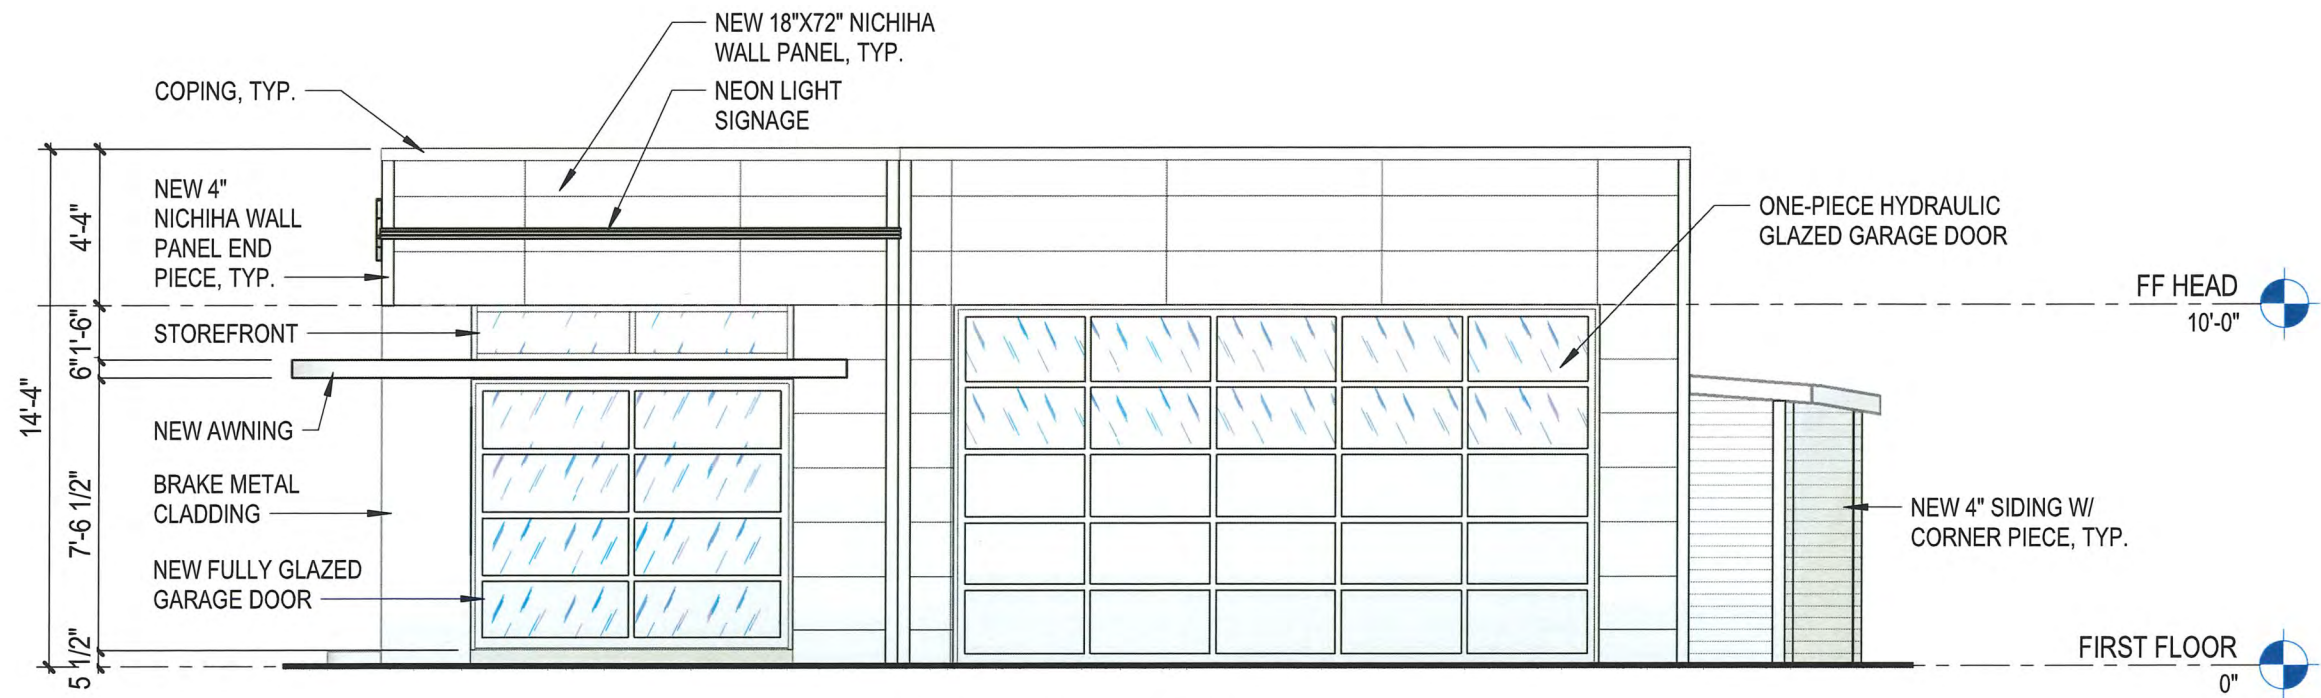 NEW 18"X72" NICHIHA
WALL PANEL, TYP.
COPING, TYP.
NEON LIGHT
SIGNAGE
NEW 4"
NICHIHA WALL
PANEL END
PIECE, TYP.
STOREFRONT
NEW AWNING
BRAKE METAL
CLADDING
NEW FULLY GLAZED
GARAGE DOOR
14'-4"
4'-4"
1'-6"
6"
7'-6 1/2"
5 1/2"
ONE-PIECE HYDRAULIC
GLAZED GARAGE DOOR
FF HEAD
10'-0"
NEW 4" SIDING W/
CORNER PIECE, TYP.
FIRST FLOOR
0"